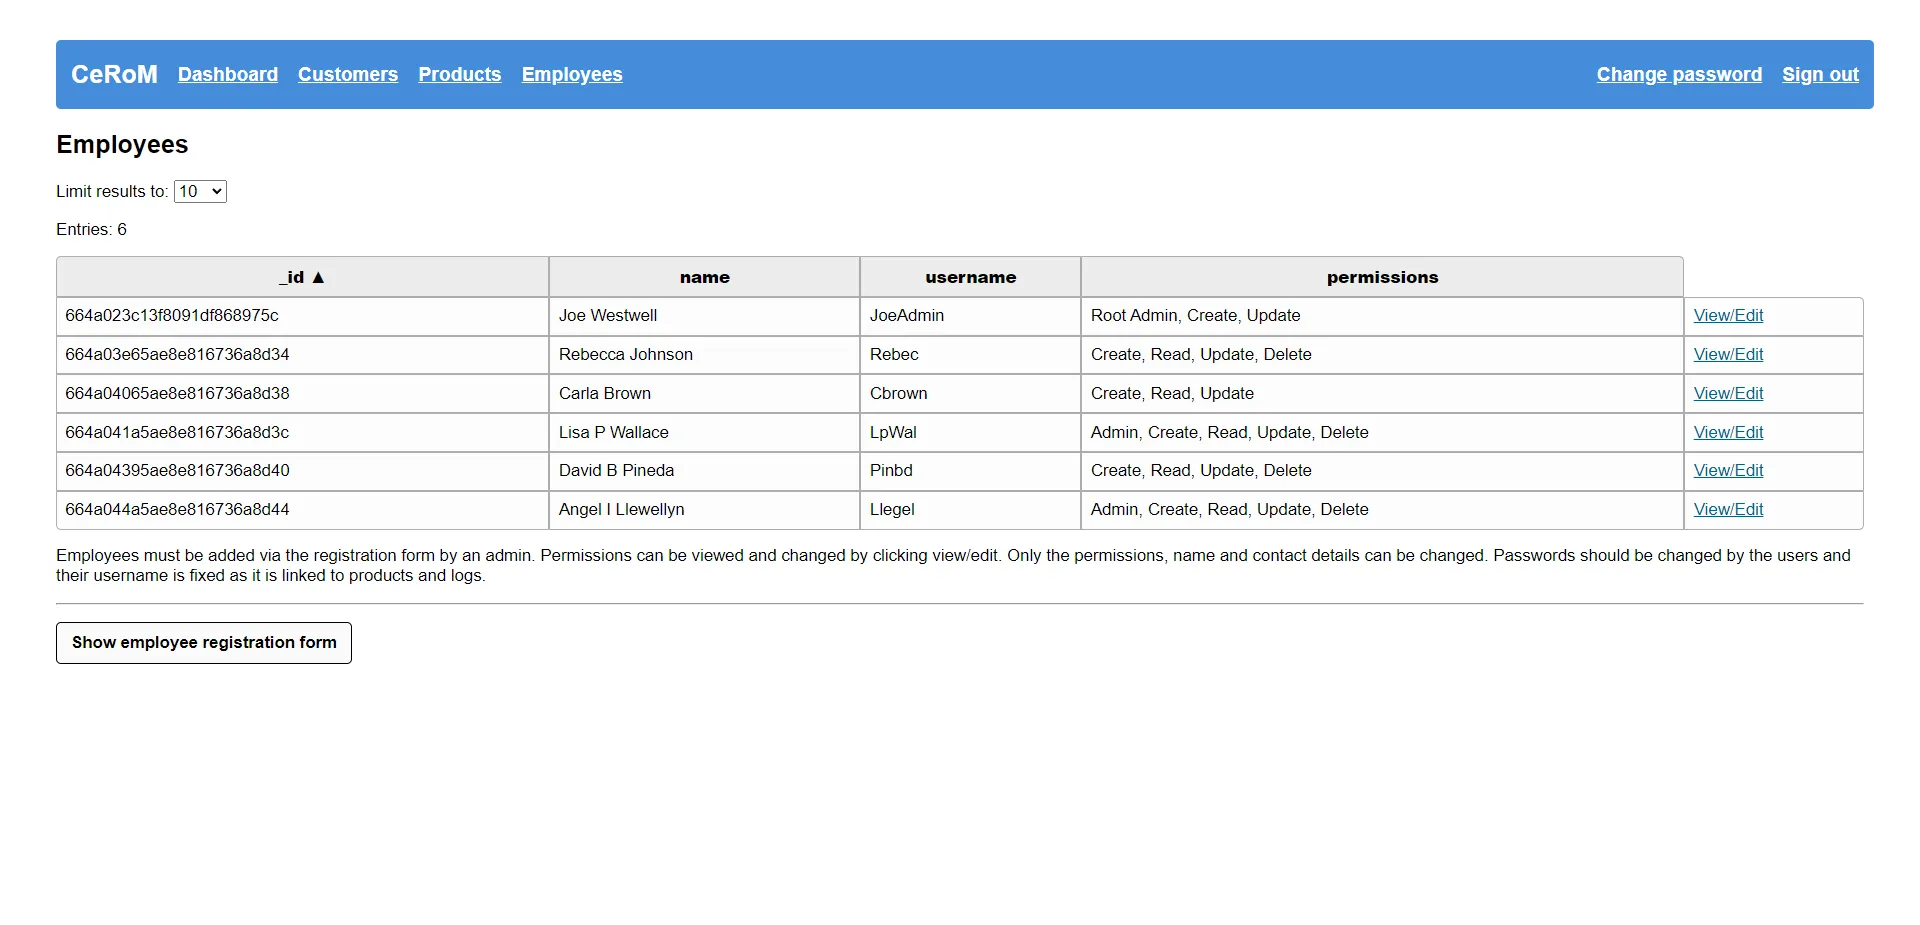 CeRoM Dashboard Customers Products Employees Change password Sign out
Employees
Limit results to: 10
Entries: 6
_id ▲ name username permissions
664a023c13f8091df868975c Joe Westwell JoeAdmin Root Admin, Create, Update View/Edit
664a03e65ae8e816736a8d34 Rebecca Johnson Rebec Create, Read, Update, Delete View/Edit
664a04065ae8e816736a8d38 Carla Brown Cbrown Create, Read, Update View/Edit
664a041a5ae8e816736a8d3c Lisa P Wallace LpWal Admin, Create, Read, Update, Delete View/Edit
664a04395ae8e816736a8d40 David B Pineda Pinbd Create, Read, Update, Delete View/Edit
664a044a5ae8e816736a8d44 Angel I Llewellyn Llegel Admin, Create, Read, Update, Delete View/Edit
Employees must be added via the registration form by an admin. Permissions can be viewed and changed by clicking view/edit. Only the permissions, name and contact details can be changed. Passwords should be changed by the users and
their username is fixed as it is linked to products and logs.
Show employee registration form